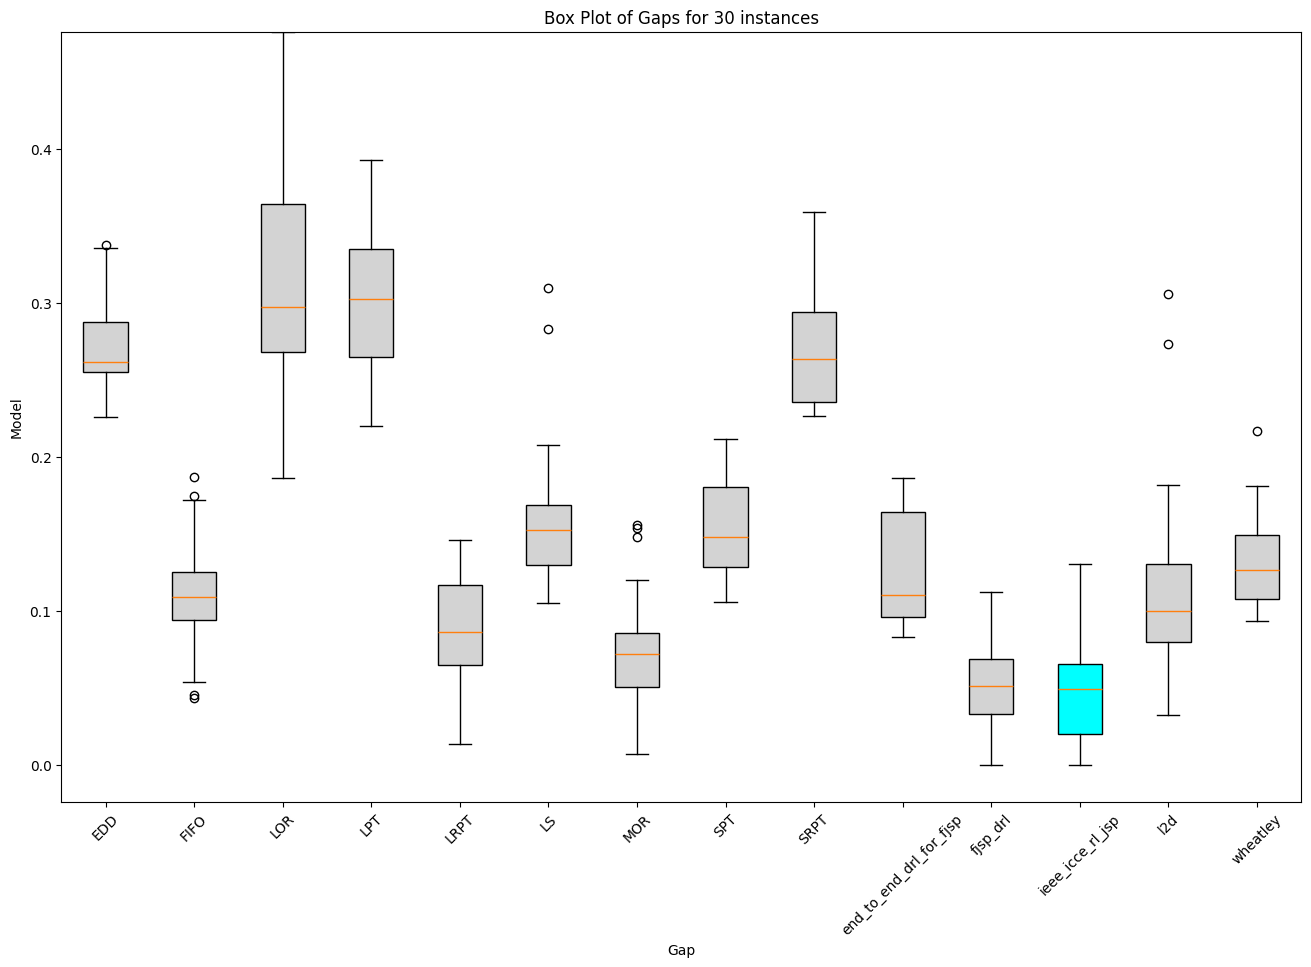 Box Plot of Gaps for 30 instances
Model
0.4
0.3
0.2
0.1
0.0
EDD
FIFO
LOR
LPT
LRPT
LS
MOR
SPT
SRPT
end_to_end_drl_for_fjsp
fjsp_drl
ieee_icce_rl_jsp
l2d
wheatley
Gap